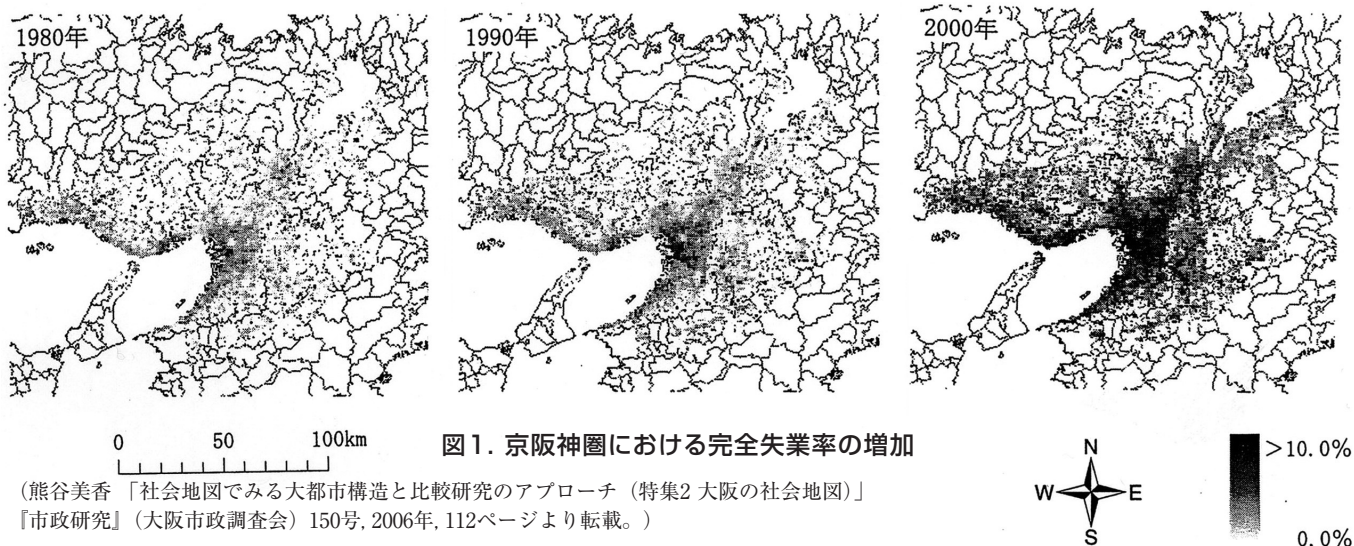 1980年
1990年
2000年
0 50 100km
図1. 京阪神圏における完全失業率の増加
（熊谷美香 「社会地図でみる大都市構造と比較研究のアプローチ（特集2 大阪の社会地図）」
『市政研究』（大阪市政調査会）150号, 2006年, 112ページより転載。）
N
W E
S
>10.0%
0.0%